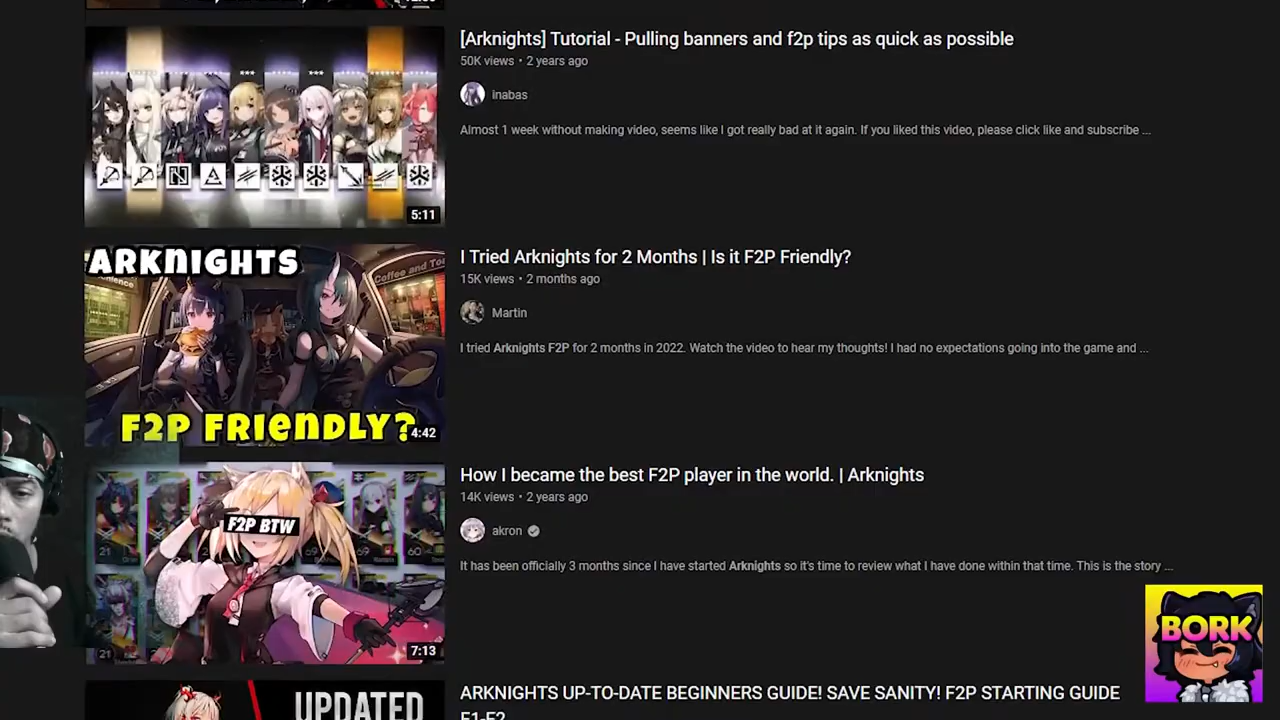 [Arknights] Tutorial - Pulling banners and f2p tips as quick as possible
50K views • 2 years ago
inabas
Almost 1 week without making video, seems like I got really bad at it again. If you liked this video, please click like and subscribe ...
5:11
ARKNIGHTS
Coffee and
F2P FRIENDLY?
4:42
I Tried Arknights for 2 Months | Is it F2P Friendly?
15K views • 2 months ago
Martin
I tried Arknights F2P for 2 months in 2022. Watch the video to hear my thoughts! I had no expectations going into the game and ...
F2P BTW
21
69
69
60
21
7:13
How I became the best F2P player in the world. | Arknights
14K views • 2 years ago
akron
It has been officially 3 months since I have started Arknights so it's time to review what I have done within that time. This is the story ...
BORK
UPDATED
ARKNIGHTS UP-TO-DATE BEGINNERS GUIDE! SAVE SANITY! F2P STARTING GUIDE